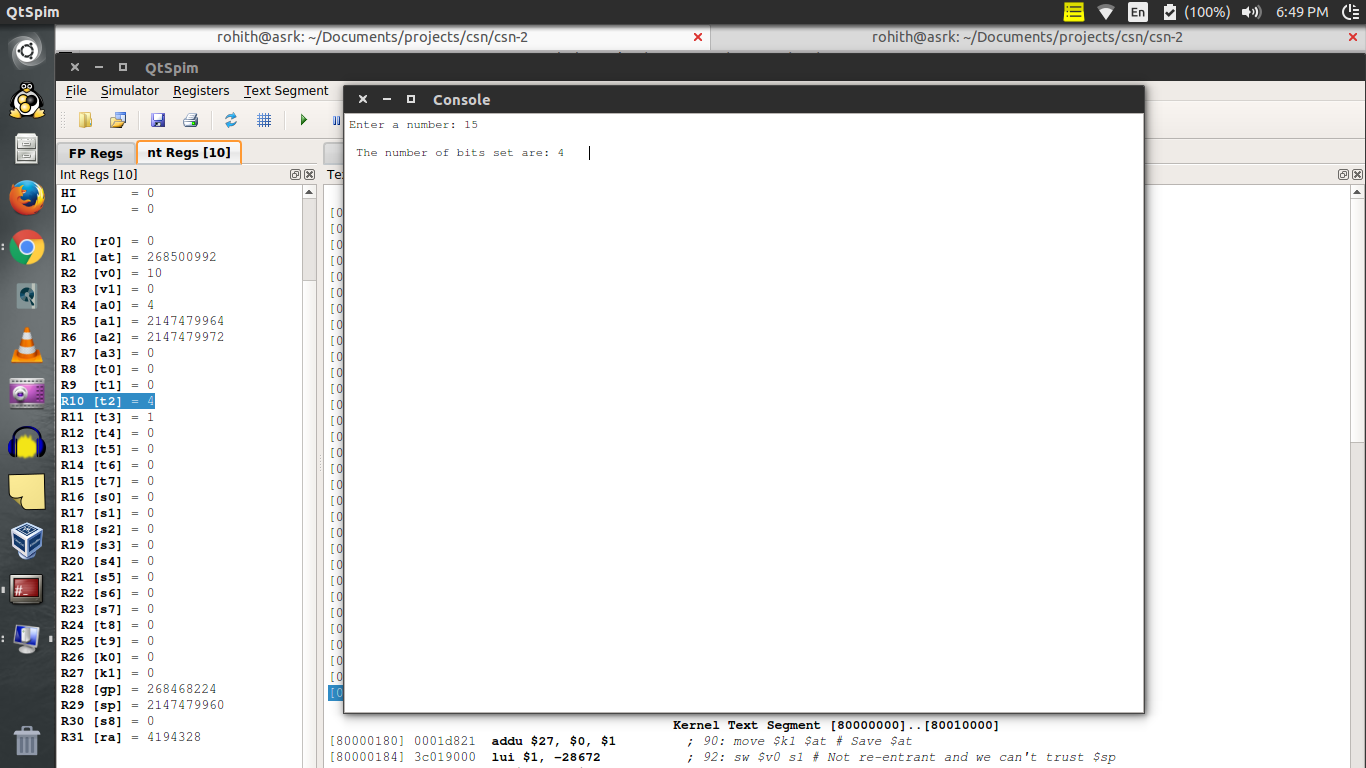 QtSpim
En
(100%)
6:49 PM
rohith@asrk: ~/Documents/projects/csn/csn-2
rohith@asrk: ~/Documents/projects/csn/csn-2
QtSpim
File Simulator Registers Text Segment
Console
Enter a number: 15
The number of bits set are: 4
FP Regs
nt Regs [10]
Int Regs [10]
Te
HI = 0
LO = 0
R0 [r0] = 0
R1 [at] = 268500992
R2 [v0] = 10
R3 [v1] = 0
R4 [a0] = 4
R5 [a1] = 2147479964
R6 [a2] = 2147479972
R7 [a3] = 0
R8 [t0] = 0
R9 [t1] = 0
R10 [t2] = 4
R11 [t3] = 1
R12 [t4] = 0
R13 [t5] = 0
R14 [t6] = 0
R15 [t7] = 0
R16 [s0] = 0
R17 [s1] = 0
R18 [s2] = 0
R19 [s3] = 0
R20 [s4] = 0
R21 [s5] = 0
R22 [s6] = 0
R23 [s7] = 0
R24 [t8] = 0
R25 [t9] = 0
R26 [k0] = 0
R27 [k1] = 0
R28 [gp] = 268468224
R29 [sp] = 2147479960
R30 [s8] = 0
R31 [ra] = 4194328
Kernel Text Segment [80000000]..[80010000]
[80000180] 0001d821 addu $27, $0, $1 ; 90: move $k1 $at # Save $at
[80000184] 3c019000 lui $1, -28672 ; 92: sw $v0 s1 # Not re-entrant and we can't trust $sp